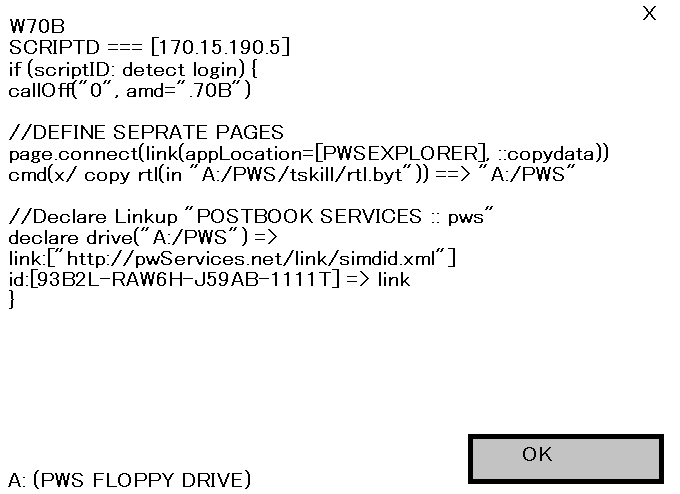 X
W70B
SCRIPTD === [170.15.190.5]
if (scriptID: detect login) {
callOff("0", amd=".70B")
//DEFINE SEPRATE PAGES
page.connect(link(appLocation=[PWSEXPLORER], ::copydata))
cmd(x/ copy rtl(in "A:/PWS/tskill/rtl.byt")) ==> "A:/PWS"
//Declare Linkup "POSTBOOK SERVICES :: pws"
declare drive("A:/PWS") =>
link:["http://pwServices.net/link/simdid.xml"]
id:[93B2L-RAW6H-J59AB-1111T] => link
}
OK
A: (PWS FLOPPY DRIVE)